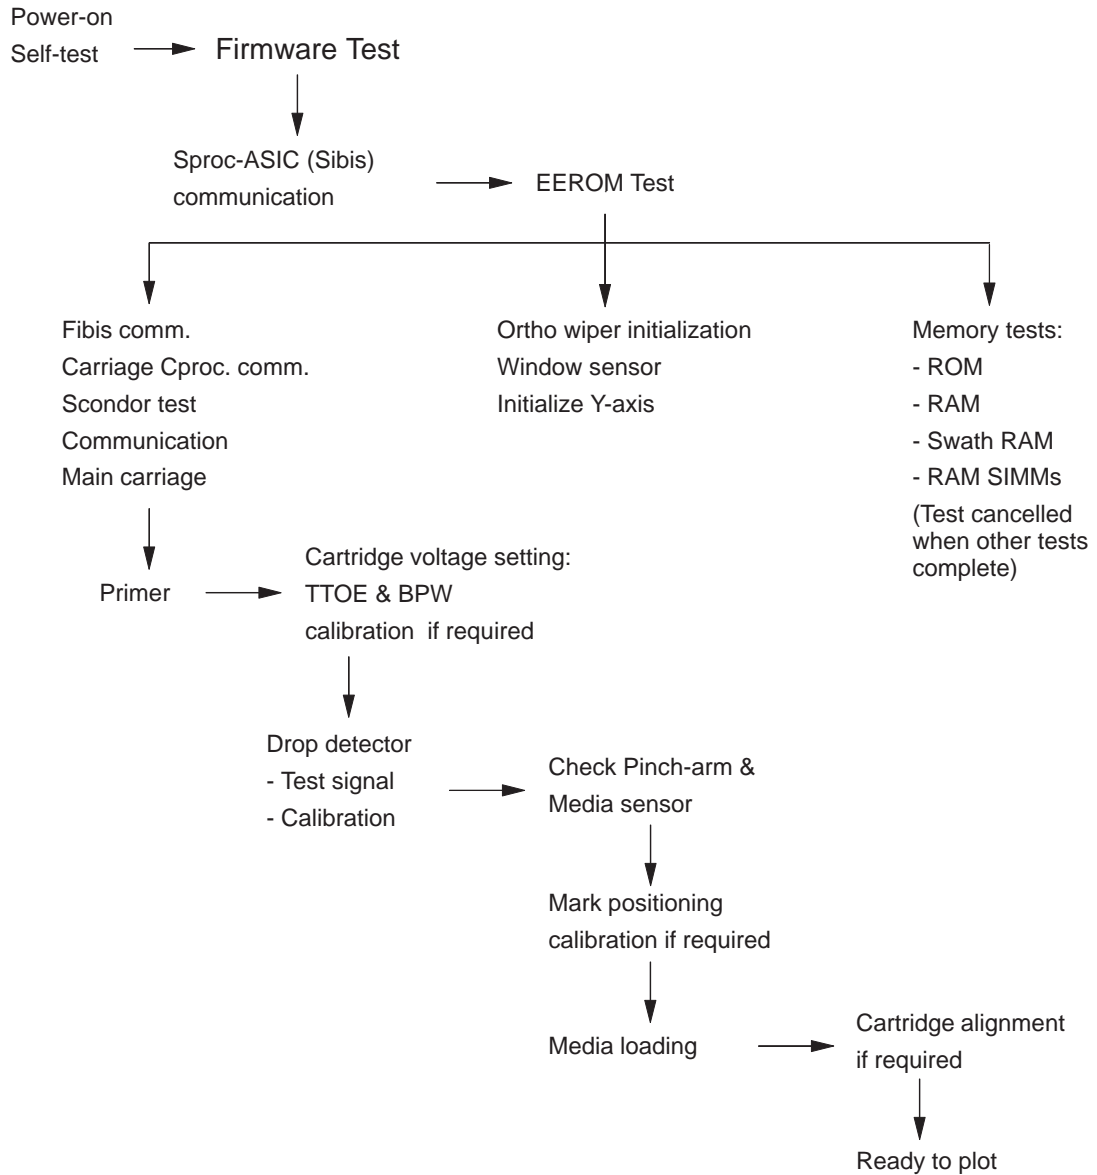 Power-on
Self-test
Firmware Test
Sproc-ASIC (Sibis)
communication
EEROM Test
Fibis comm.
Carriage Cproc. comm.
Scondor test
Communication
Main carriage
Ortho wiper initialization
Window sensor
Initialize Y-axis
Memory tests:
- ROM
- RAM
- Swath RAM
- RAM SIMMs
(Test cancelled
when other tests
complete)
Primer
Cartridge voltage setting:
TTOE & BPW
calibration if required
Drop detector
- Test signal
- Calibration
Check Pinch-arm &
Media sensor
Mark positioning
calibration if required
Media loading
Cartridge alignment
if required
Ready to plot